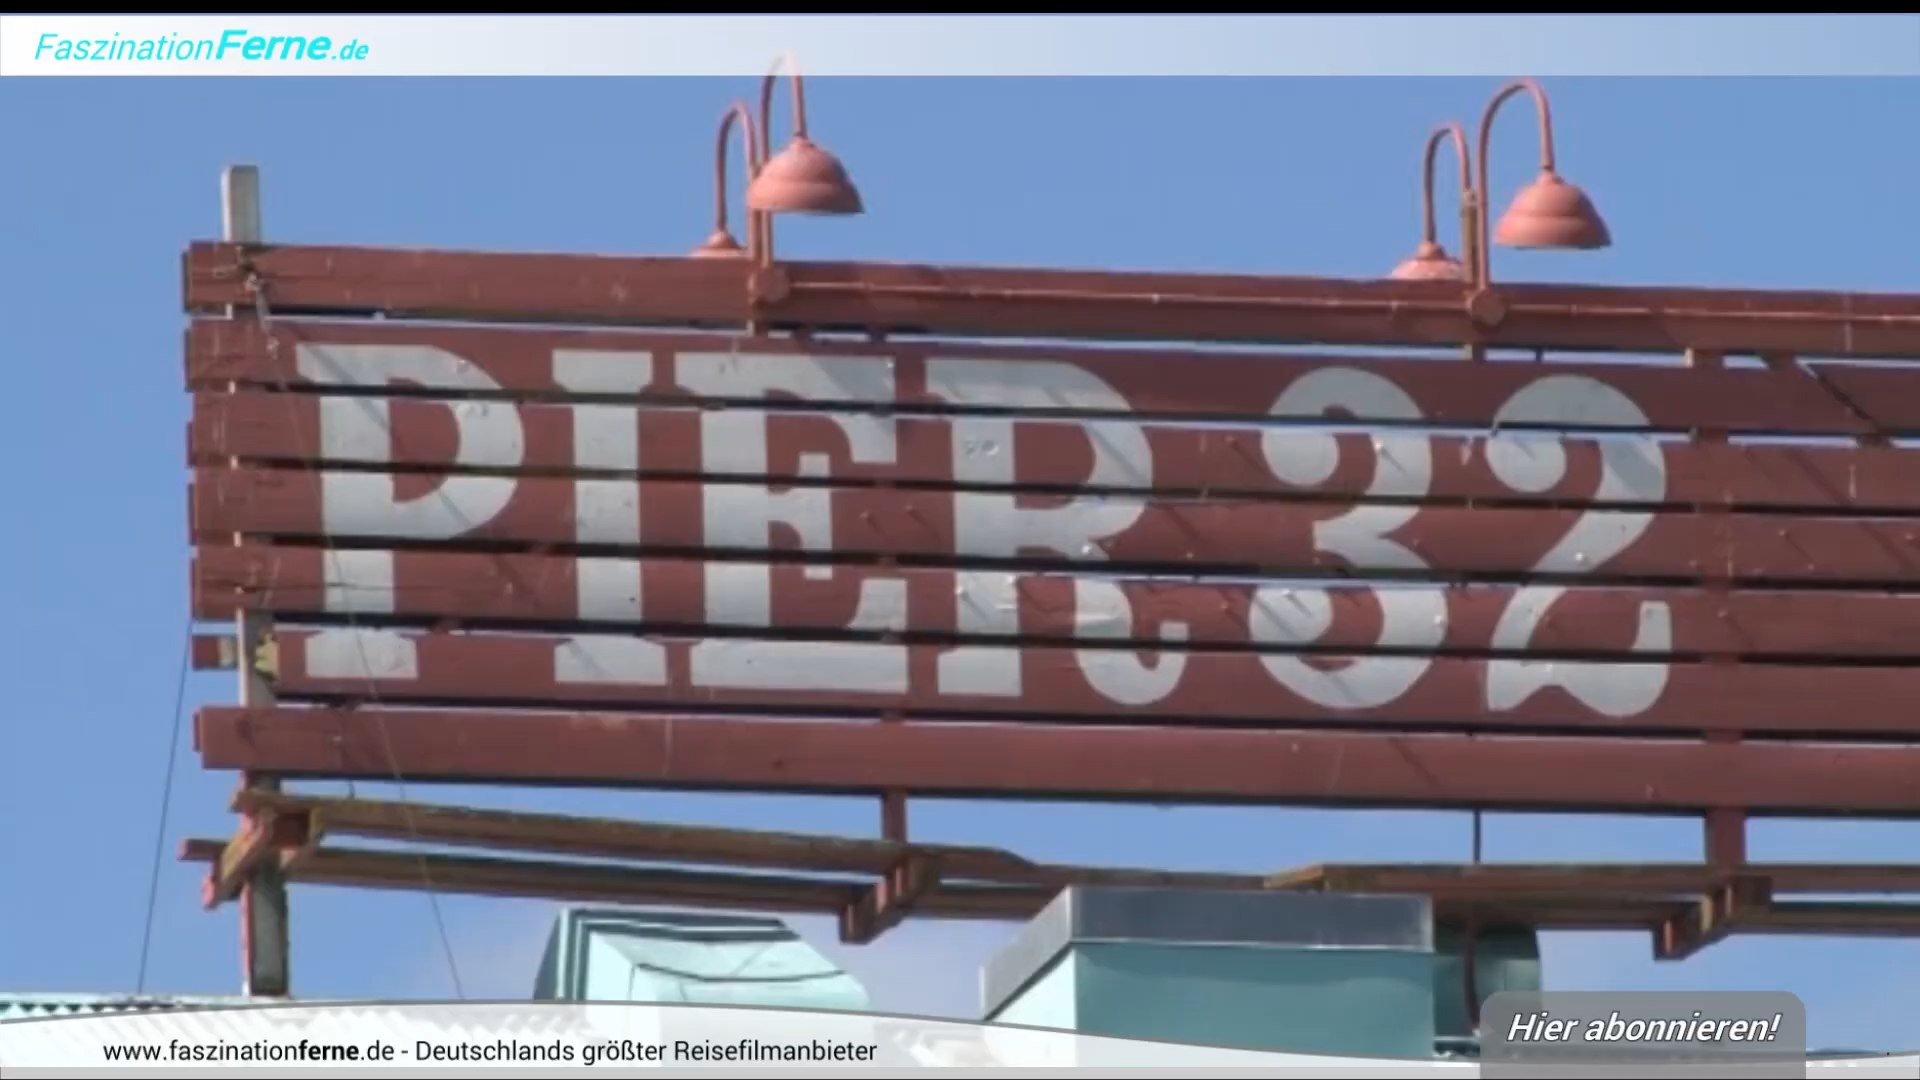 FaszinationFerne.de
PIER 32
Hier abonnieren!
www.faszinationferne.de - Deutschlands größter Reisefilmanbieter